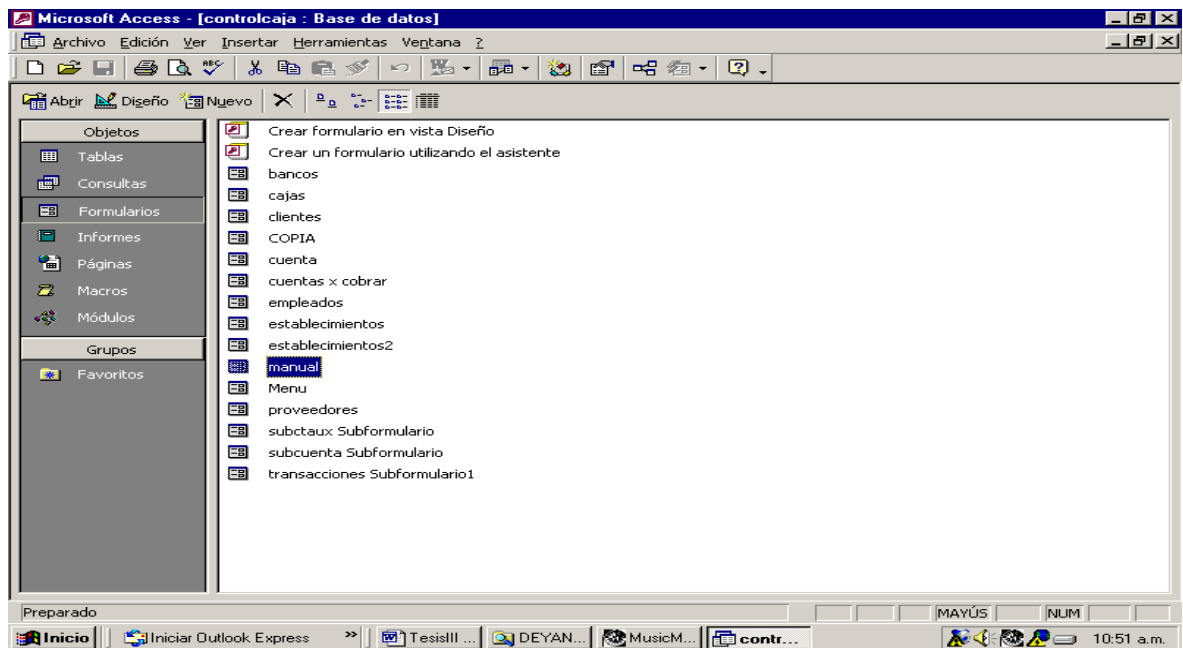 Microsoft Access - [controlcaja : Base de datos]
Archivo Edición Ver Insertar Herramientas Ventana ?
Abrir Diseño Nuevo
Objetos
Tablas
Consultas
Formularios
Informes
Páginas
Macros
Módulos
Grupos
Favoritos
Crear formulario en vista Diseño
Crear un formulario utilizando el asistente
bancos
cajas
clientes
COPIA
cuenta
cuentas x cobrar
empleados
establecimientos
establecimientos2
manual
Menu
proveedores
subctaux Subformulario
subcuenta Subformulario
transacciones Subformulario1
Preparado MAYÚS NUM
Inicio Iniciar Outlook Express » TesisIII ... DEYAN... MusicM... contr... 10:51 a.m.